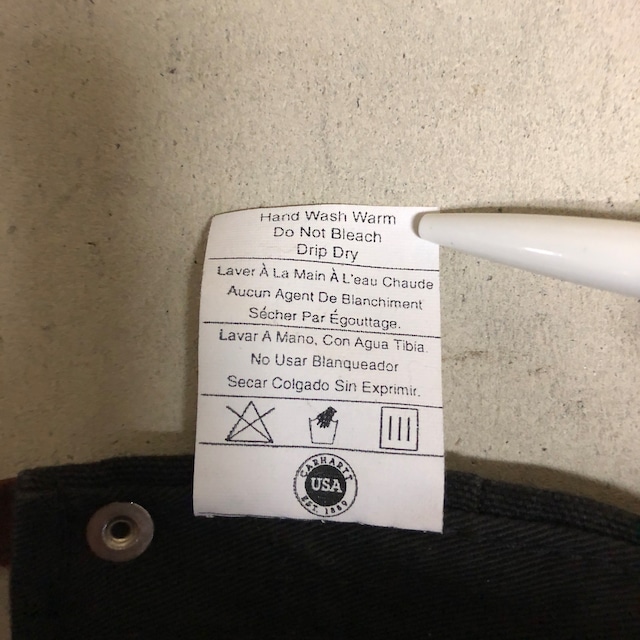 Hand Wash Warm
Do Not Bleach
Drip Dry
Laver À La Main À L'eau Chaude
Aucun Agent De Blanchiment
Sécher Par Égouttage.
Lavar A Mano, Con Agua Tibia.
No Usar Blanqueador
Secar Colgado Sin Exprimir.
CARHARTT
USA
EST. 1889